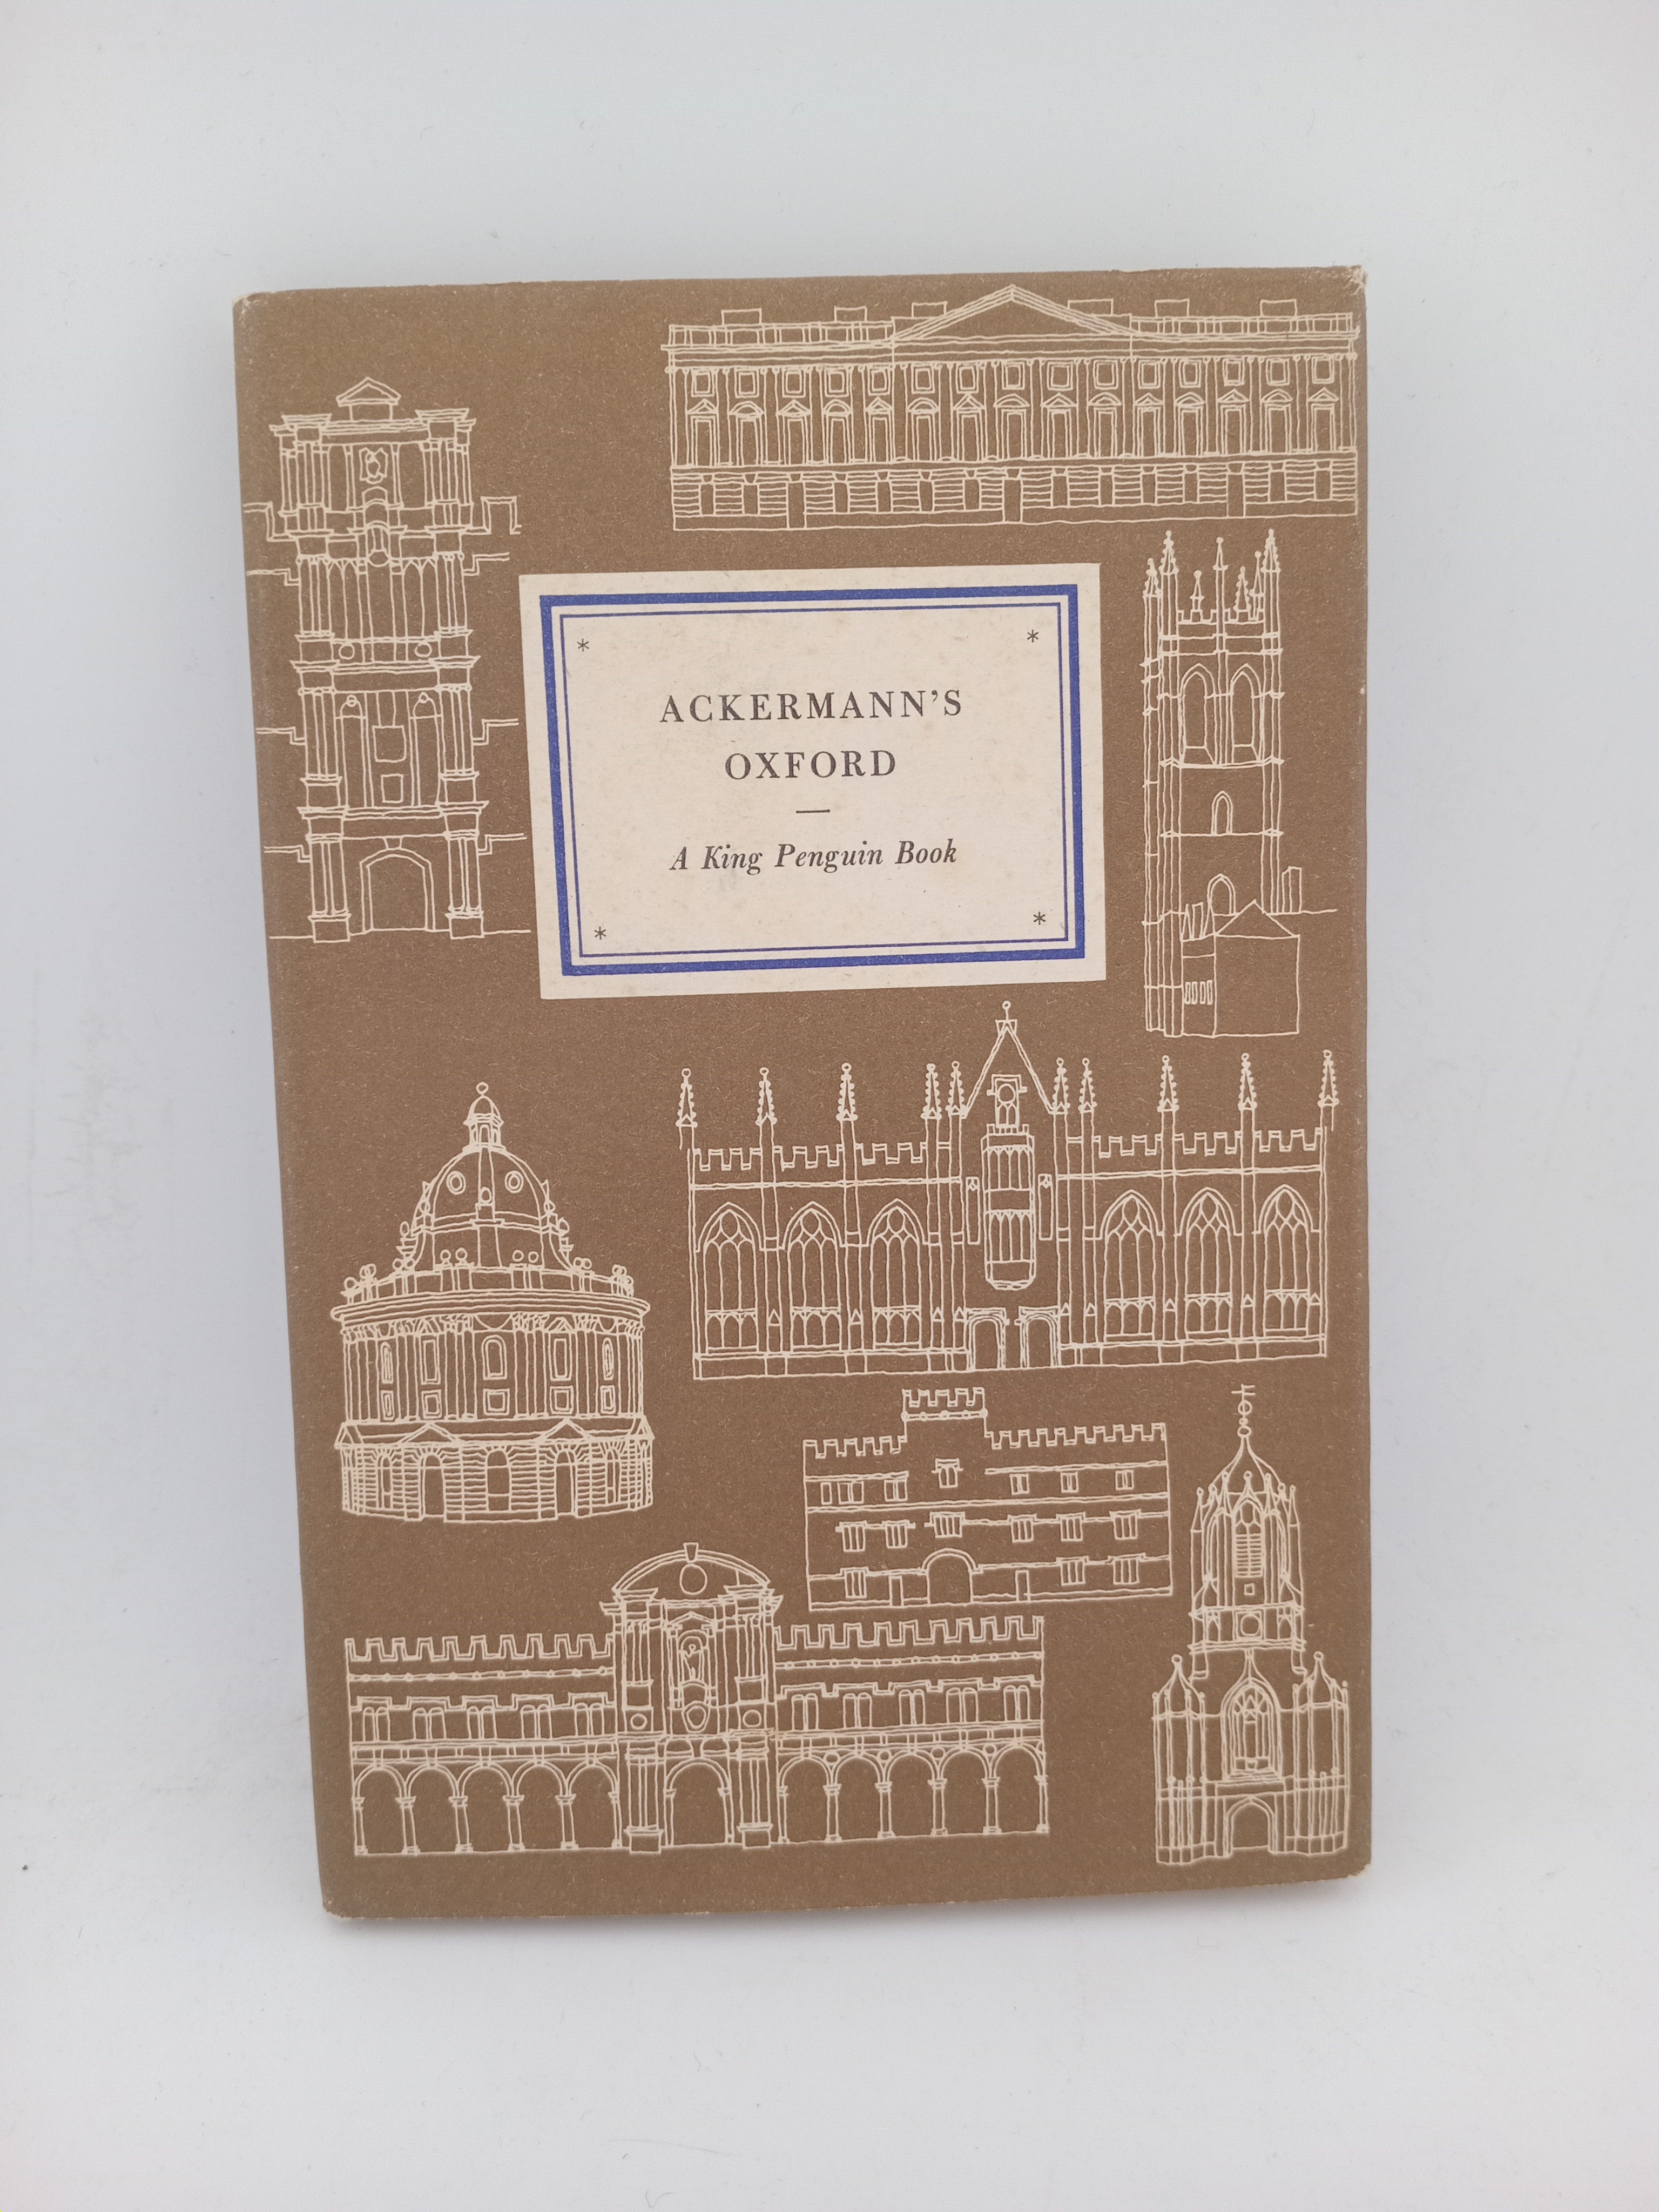 *
*
ACKERMANN'S
OXFORD
—
A King Penguin Book
*
*